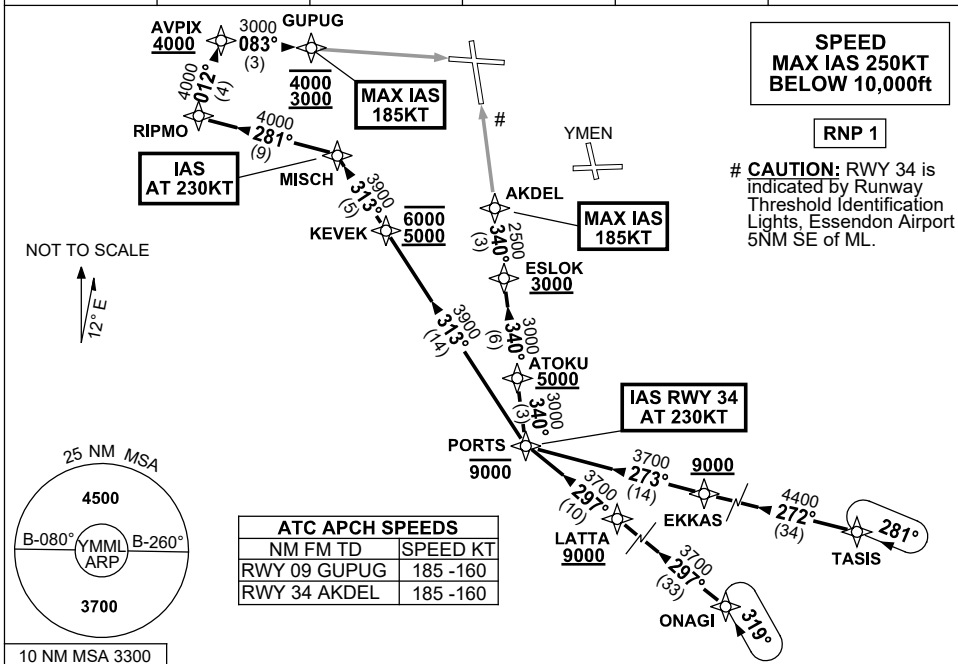 AVPIX
4000
3000
083°
(3)
GUPUG
4000
3000
MAX IAS
185KT
SPEED
MAX IAS 250KT
BELOW 10,000ft
RNP 1
# CAUTION: RWY 34 is
indicated by Runway
Threshold Identification
Lights, Essendon Airport
5NM SE of ML.
4000
012°
(4)
RIPMO
4000
281°
(9)
IAS
AT 230KT
MISCH
#
YMEN
3900
313°
(5)
KEVEK
6000
5000
AKDEL
MAX IAS
185KT
2500
340°
(3)
ESLOK
3000
NOT TO SCALE
12° E
3900
313°
(14)
3000
340°
(6)
ATOKU
5000
3000
340°
(3)
IAS RWY 34
AT 230KT
PORTS
9000
3700
273°
(14)
9000
EKKAS
4400
272°
(34)
281°
TASIS
3700
297°
(10)
LATTA
9000
3700
297°
(33)
ONAGI
319°
25 NM MSA
4500
B-080°
YMML
ARP
B-260°
3700
10 NM MSA 3300
ATC APCH SPEEDS
NM FM TD SPEED KT
RWY 09 GUPUG 185 -160
RWY 34 AKDEL 185 -160